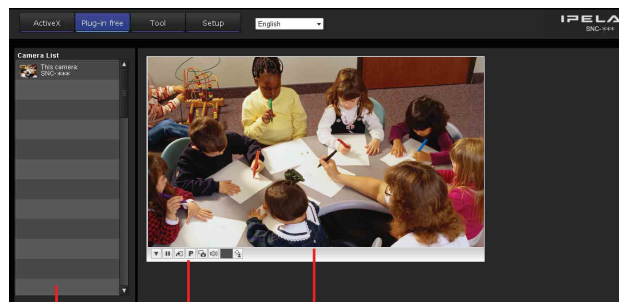 ActiveX Plug-in free Tool Setup English
IPELA
SNC-***
Camera List
This camera:
SNC-***
P